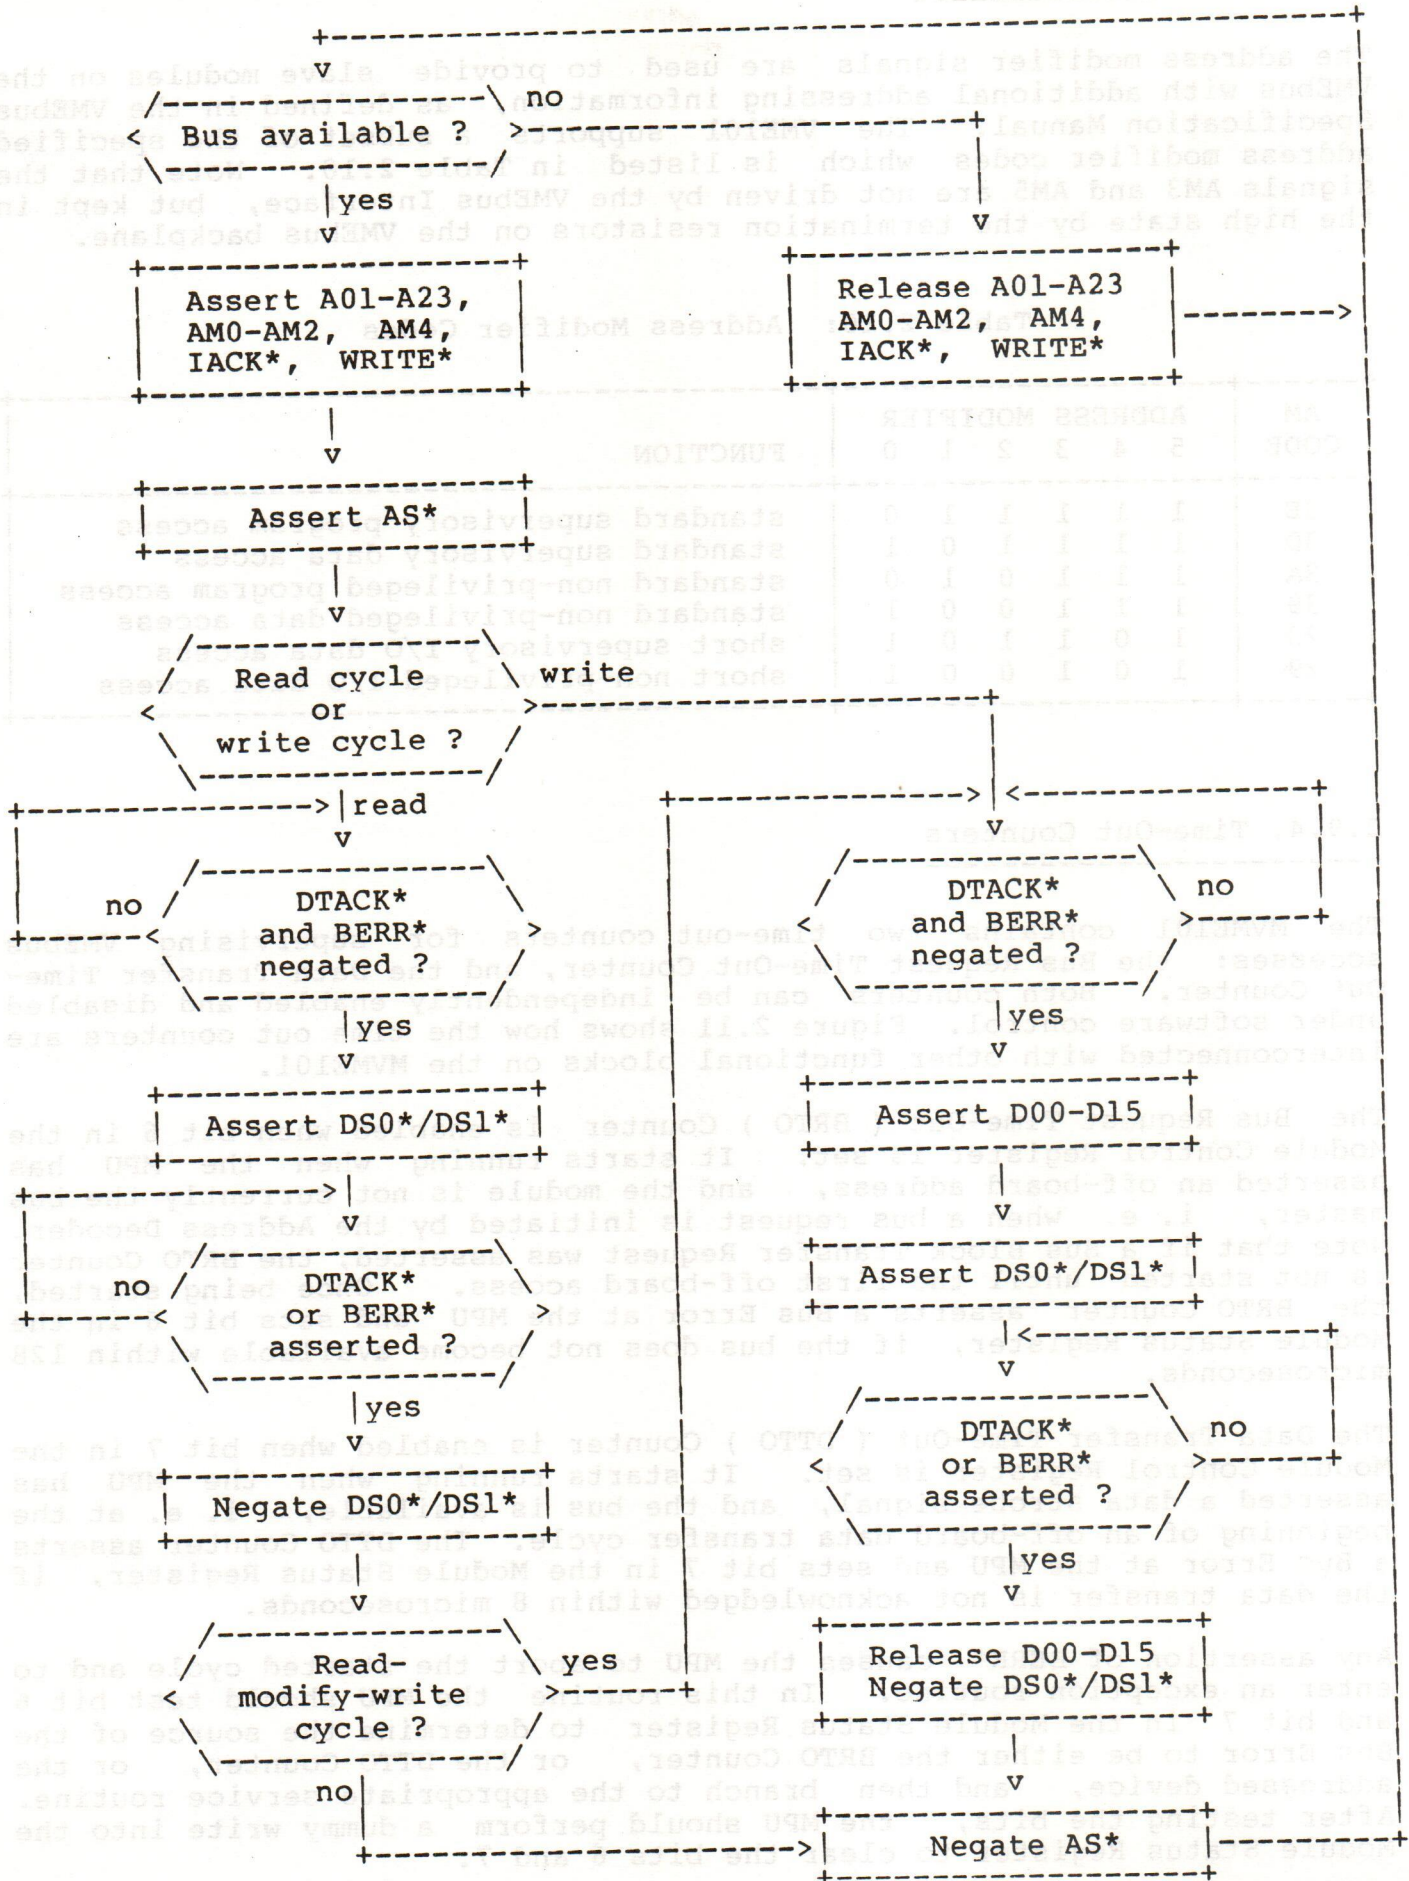 Bus available ?
no
yes
Assert A01-A23,
AM0-AM2, AM4,
IACK*, WRITE*
Release A01-A23
AM0-AM2, AM4,
IACK*, WRITE*
Assert AS*
Read cycle
or
write cycle ?
write
read
DTACK*
and BERR*
negated ?
no
yes
Assert DS0*/DS1*
DTACK*
or BERR*
asserted ?
no
yes
Negate DS0*/DS1*
Read-
modify-write
cycle ?
yes
no
DTACK*
and BERR*
negated ?
no
yes
Assert D00-D15
Assert DS0*/DS1*
DTACK*
or BERR*
asserted ?
no
yes
Release D00-D15
Negate DS0*/DS1*
Negate AS*